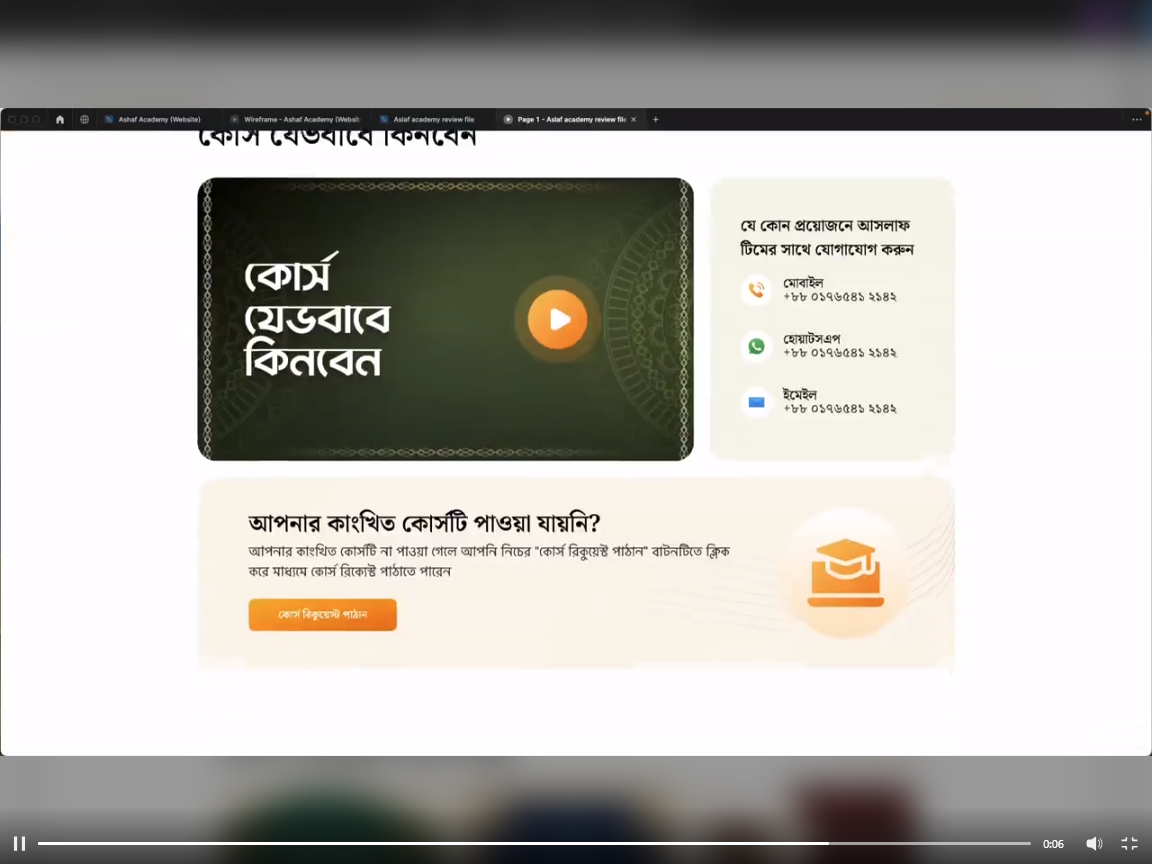 Ashaf Academy (Website)
Wireframe - Ashaf Academy (Websit
Aslaf academy review file
Page 1 - Aslaf academy review file
কোর্স যেভবাবে কিনবেন
কোর্স
যেভবাবে
কিনবেন
যে কোন প্রয়োজনে আসলাফ
টিমের সাথে যোগাযোগ করুন
মোবাইল
+৮৮ ০১৭৬৫৪১ ২১৪২
হোয়াটসএপ
+৮৮ ০১৭৬৫৪১ ২১৪২
ইমেইল
+৮৮ ০১৭৬৫৪১ ২১৪২
আপনার কাংখিত কোর্সটি পাওয়া যায়নি?
আপনার কাংখিত কোর্সটি না পাওয়া গেলে আপনি নিচের "কোর্স রিকুয়েস্ট পাঠান" বাটনটিতে ক্লিক
করে মাধ্যমে কোর্স রিকোয়েস্ট পাঠাতে পারেন
কোর্স রিকুয়েস্ট পাঠান
0:06